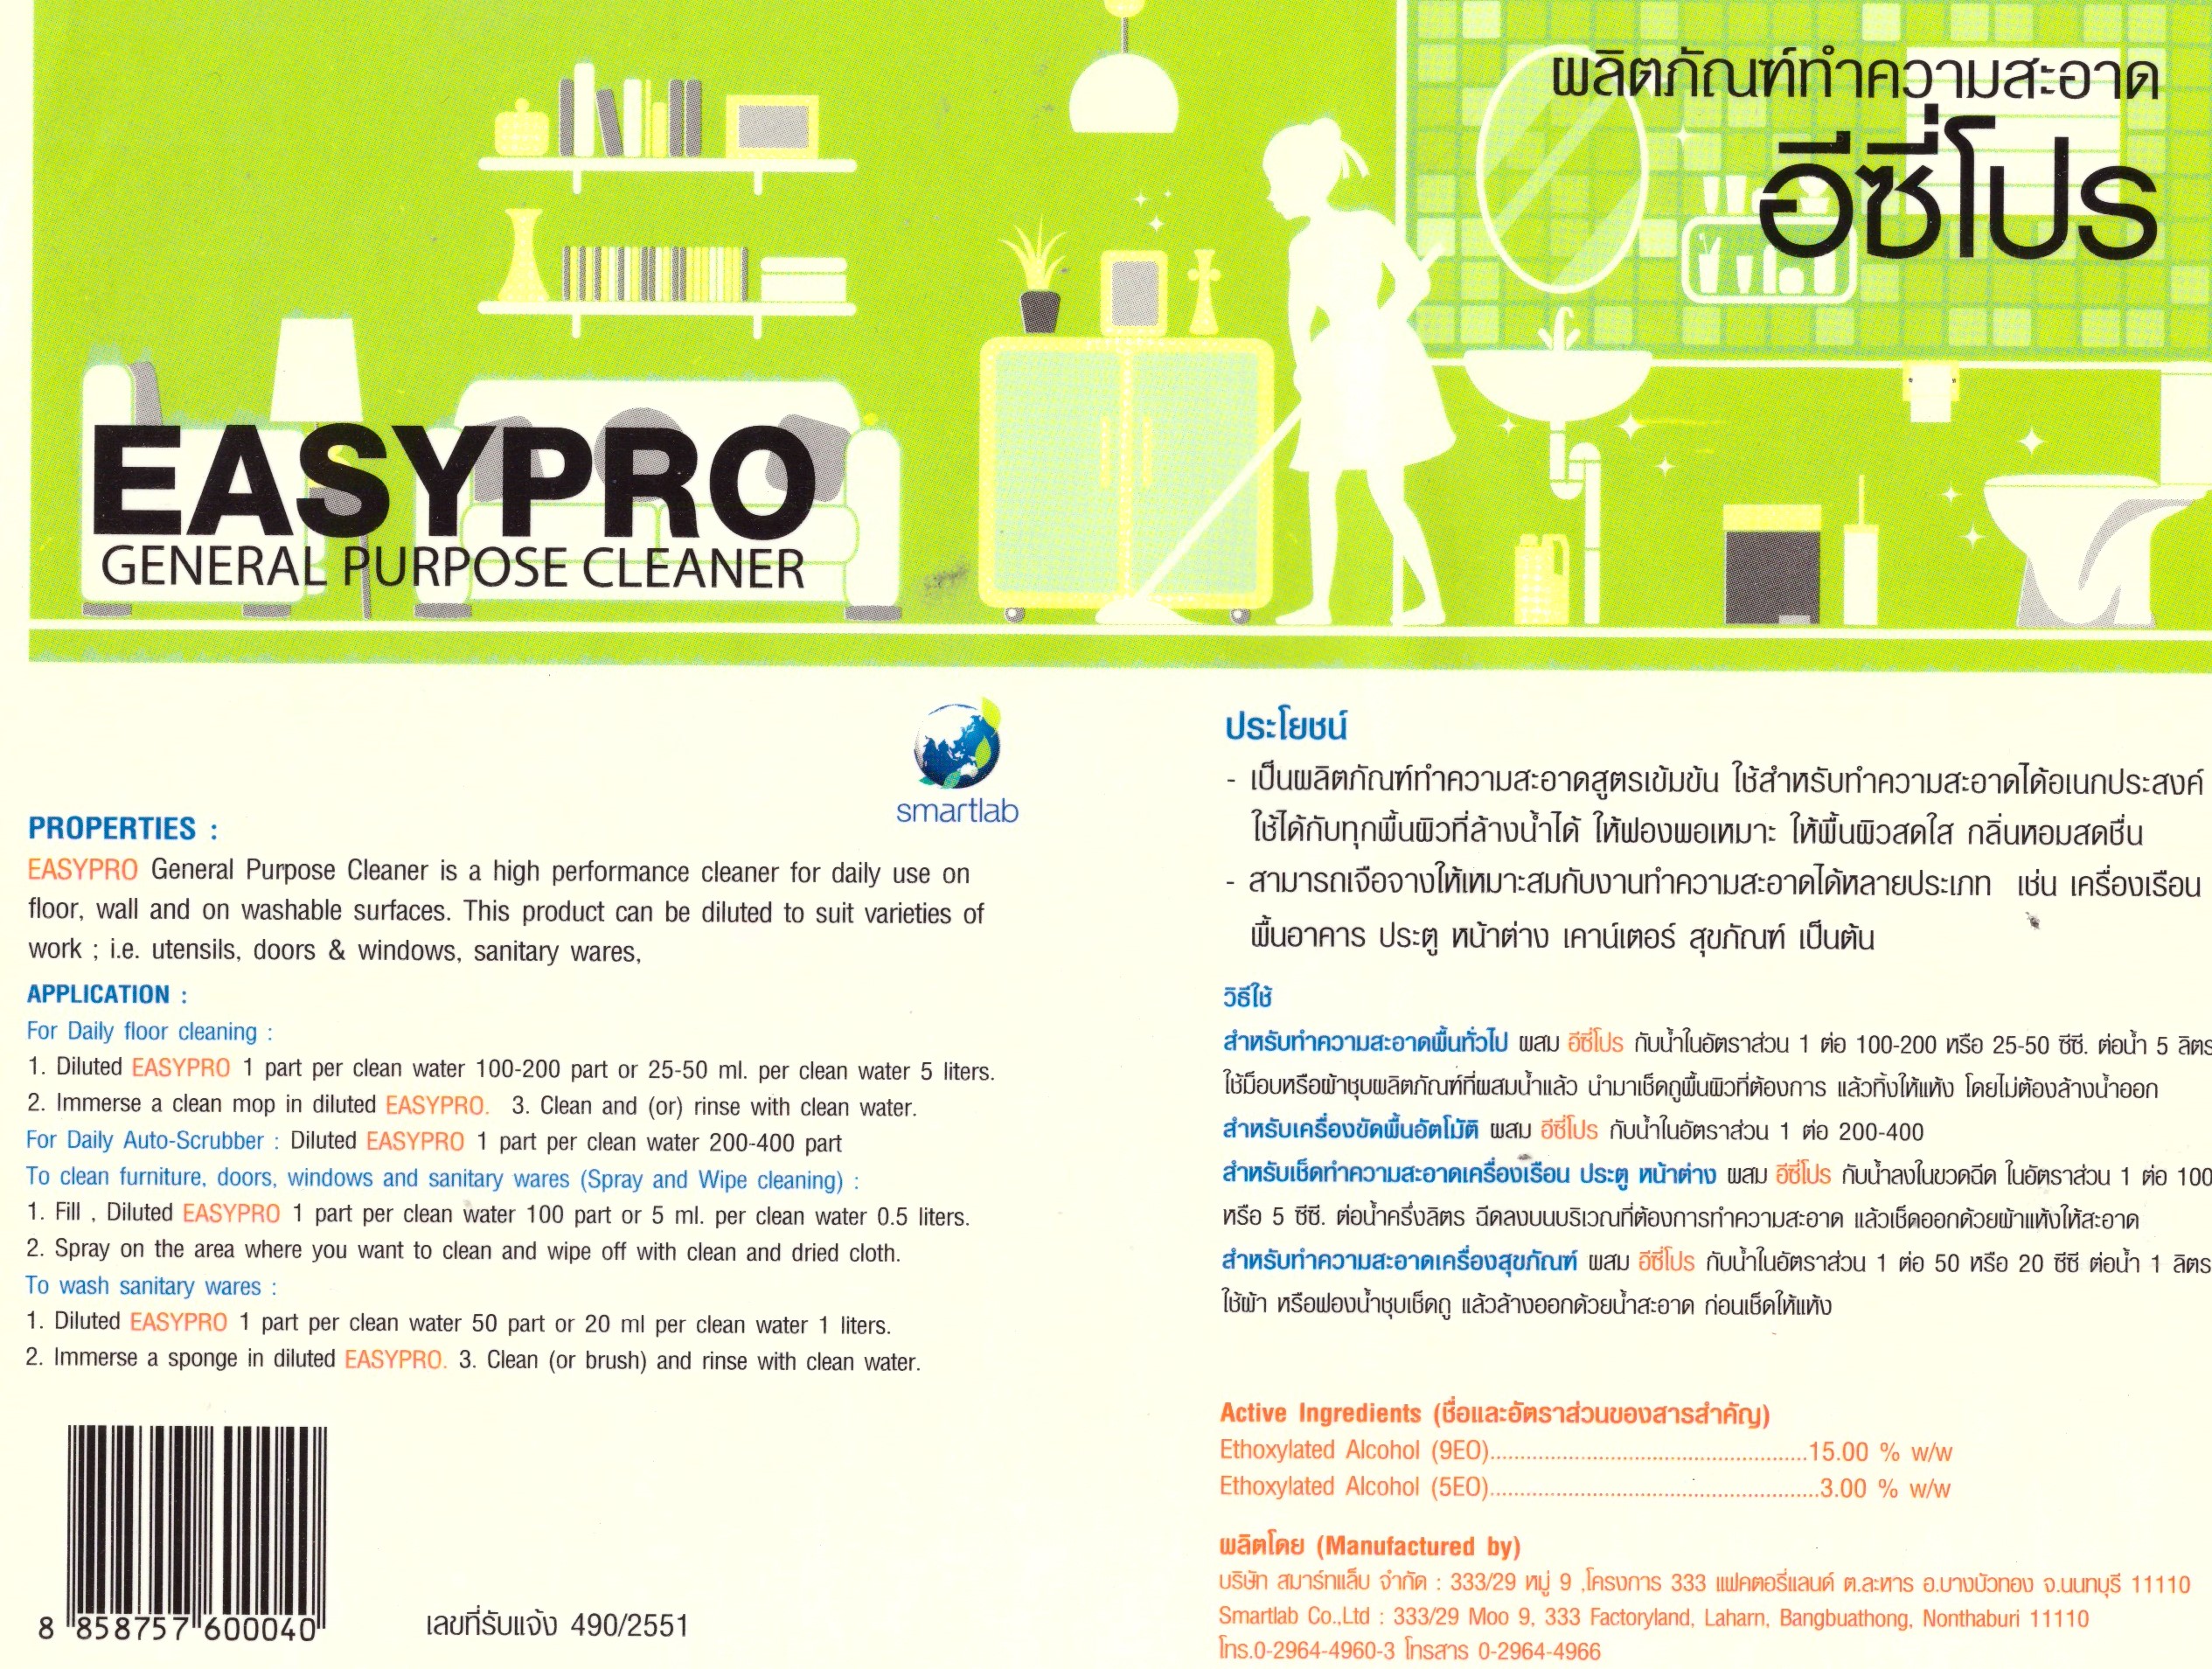 ผลิตภัณฑ์ทำความสะอาด
อีซี่โปร
EASYPRO
GENERAL PURPOSE CLEANER
smartlab
PROPERTIES :
EASYPRO General Purpose Cleaner is a high performance cleaner for daily use on
floor, wall and on washable surfaces. This product can be diluted to suit varieties of
work ; i.e. utensils, doors & windows, sanitary wares,
APPLICATION :
For Daily floor cleaning :
1. Diluted EASYPRO 1 part per clean water 100-200 part or 25-50 ml. per clean water 5 liters.
2. Immerse a clean mop in diluted EASYPRO. 3. Clean and (or) rinse with clean water.
For Daily Auto-Scrubber : Diluted EASYPRO 1 part per clean water 200-400 part
To clean furniture, doors, windows and sanitary wares (Spray and Wipe cleaning) :
1. Fill , Diluted EASYPRO 1 part per clean water 100 part or 5 ml. per clean water 0.5 liters.
2. Spray on the area where you want to clean and wipe off with clean and dried cloth.
To wash sanitary wares :
1. Diluted EASYPRO 1 part per clean water 50 part or 20 ml per clean water 1 liters.
2. Immerse a sponge in diluted EASYPRO. 3. Clean (or brush) and rinse with clean water.
8 858757 600040
เลขที่รับแจ้ง 490/2551
ประโยชน์
- เป็นผลิตภัณฑ์ทำความสะอาดสูตรเข้มข้น ใช้สำหรับทำความสะอาดได้อเนกประสงค์
ใช้ได้กับทุกพื้นผิวที่ล้างน้ำได้ ให้ฟองพอเหมาะ ให้พื้นผิวสดใส กลิ่นหอมสดชื่น
- สามารถเจือจางให้เหมาะสมกับงานทำความสะอาดได้หลายประเภท เช่น เครื่องเรือน
พื้นอาคาร ประตู หน้าต่าง เคาน์เตอร์ สุขภัณฑ์ เป็นต้น
วิธีใช้
สำหรับทำความสะอาดพื้นทั่วไป ผสม อีซี่โปร กับน้ำในอัตราส่วน 1 ต่อ 100-200 หรือ 25-50 ซีซี. ต่อน้ำ 5 ลิตร
ใช้ม็อบหรือผ้าชุบผลิตภัณฑ์ที่ผสมน้ำแล้ว นำมาเช็ดถูพื้นผิวที่ต้องการ แล้วทิ้งให้แห้ง โดยไม่ต้องล้างน้ำออก
สำหรับเครื่องขัดพื้นอัตโมัติ ผสม อีซี่โปร กับน้ำในอัตราส่วน 1 ต่อ 200-400
สำหรับเช็ดทำความสะอาดเครื่องเรือน ประตู หน้าต่าง ผสม อีซี่โปร กับน้ำลงในขวดฉีด ในอัตราส่วน 1 ต่อ 100
หรือ 5 ซีซี. ต่อน้ำครึ่งลิตร ฉีดลงบนบริเวณที่ต้องการทำความสะอาด แล้วเช็ดออกด้วยผ้าแห้งให้สะอาด
สำหรับทำความสะอาดเครื่องสุขภัณฑ์ ผสม อีซี่โปร กับน้ำในอัตราส่วน 1 ต่อ 50 หรือ 20 ซีซี ต่อน้ำ 1 ลิตร
ใช้ผ้า หรือฟองน้ำชุบเช็ดถู แล้วล้างออกด้วยน้ำสะอาด ก่อนเช็ดให้แห้ง
Active Ingredients (ชื่อและอัตราส่วนของสารสำคัญ)
Ethoxylated Alcohol (9EO)....................................................15.00 % w/w
Ethoxylated Alcohol (5EO)......................................................3.00 % w/w
ผลิตโดย (Manufactured by)
บริษัท สมาร์ทแล็บ จำกัด : 333/29 หมู่ 9 ,โครงการ 333 แฟคตอรี่แลนด์ ต.ละหาร อ.บางบัวทอง จ.นนทบุรี 11110
Smartlab Co.,Ltd : 333/29 Moo 9, 333 Factoryland, Laharn, Bangbuathong, Nonthaburi 11110
โทร.0-2964-4960-3 โทรสาร 0-2964-4966